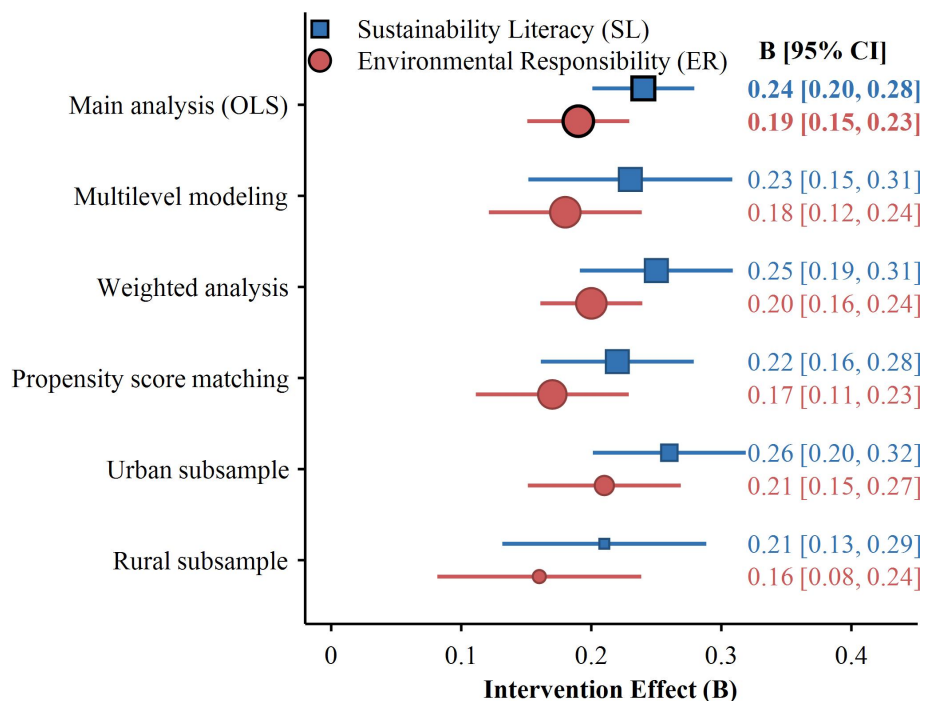 Sustainability Literacy (SL)
Environmental Responsibility (ER)
B [95% CI]
Main analysis (OLS)
0.24 [0.20, 0.28]
0.19 [0.15, 0.23]
Multilevel modeling
0.23 [0.15, 0.31]
0.18 [0.12, 0.24]
Weighted analysis
0.25 [0.19, 0.31]
0.20 [0.16, 0.24]
Propensity score matching
0.22 [0.16, 0.28]
0.17 [0.11, 0.23]
Urban subsample
0.26 [0.20, 0.32]
0.21 [0.15, 0.27]
Rural subsample
0.21 [0.13, 0.29]
0.16 [0.08, 0.24]
0 0.1 0.2 0.3 0.4
Intervention Effect (B)